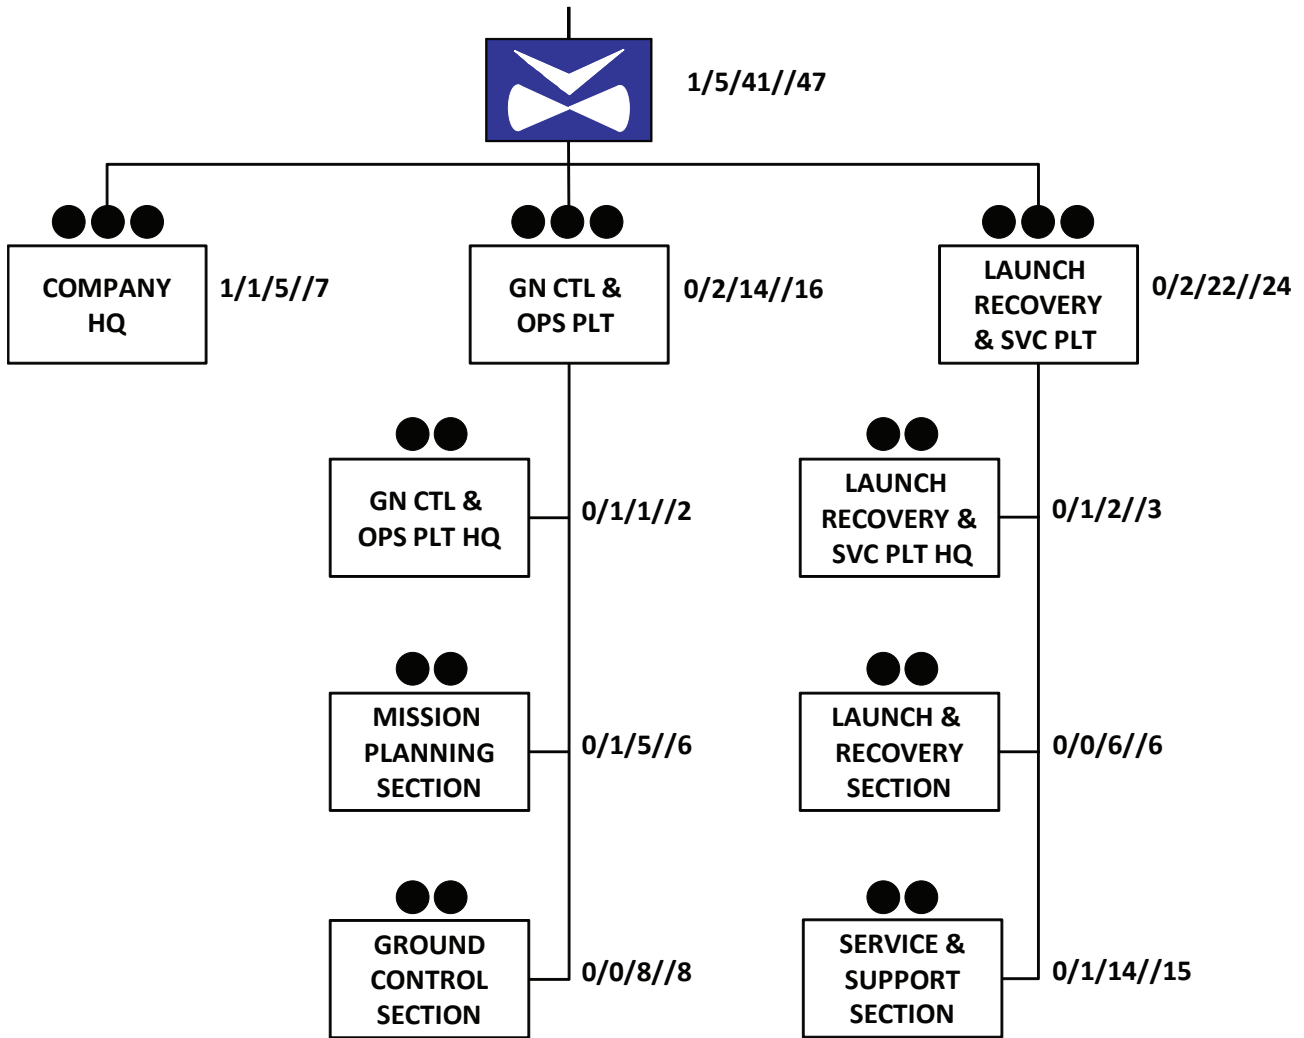 1/5/41//47
COMPANY
HQ
1/1/5//7
GN CTL &
OPS PLT
0/2/14//16
LAUNCH
RECOVERY
& SVC PLT
0/2/22//24
GN CTL &
OPS PLT HQ
0/1/1//2
LAUNCH
RECOVERY &
SVC PLT HQ
0/1/2//3
MISSION
PLANNING
SECTION
0/1/5//6
LAUNCH &
RECOVERY
SECTION
0/0/6//6
GROUND
CONTROL
SECTION
0/0/8//8
SERVICE &
SUPPORT
SECTION
0/1/14//15